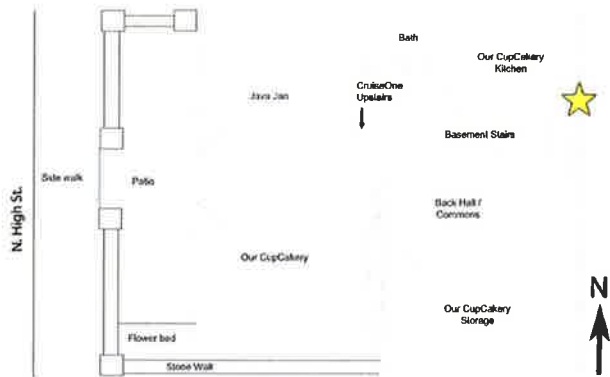 Bath
Our CupCakery
Kitchen
CruiseOne
Upstairs
Java Jan
Basement Stairs
Side walk
Patio
Back Hall /
Commons
N. High St.
Our CupCakery
N
Our CupCakery
Storage
Flower bed
Stone Wall